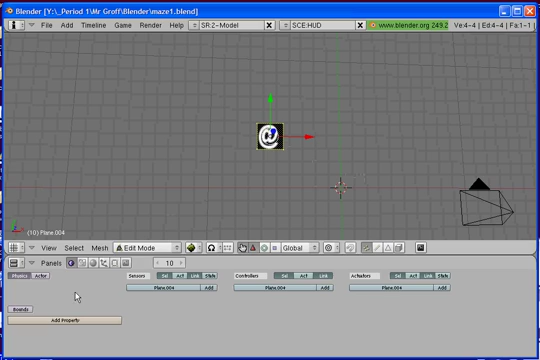 Blender [Y:\_Period 1\Mr Groff\Blender\maze1.blend]
File Add Timeline Game Render Help SR:2-Model SCE:HUD www.blender.org 249.2 Ve:4-4 | Ed:4-4 | Fa:1-1
@
(10) Plane.004
View Select Mesh Edit Mode Global
Panels 10
Physics Actor Sensors Sel Act Link State Controllers Sel Act Link Actuators Sel Act Link State
Plane.004 Add Plane.004 Add Plane.004 Add
Bounds
Add Property